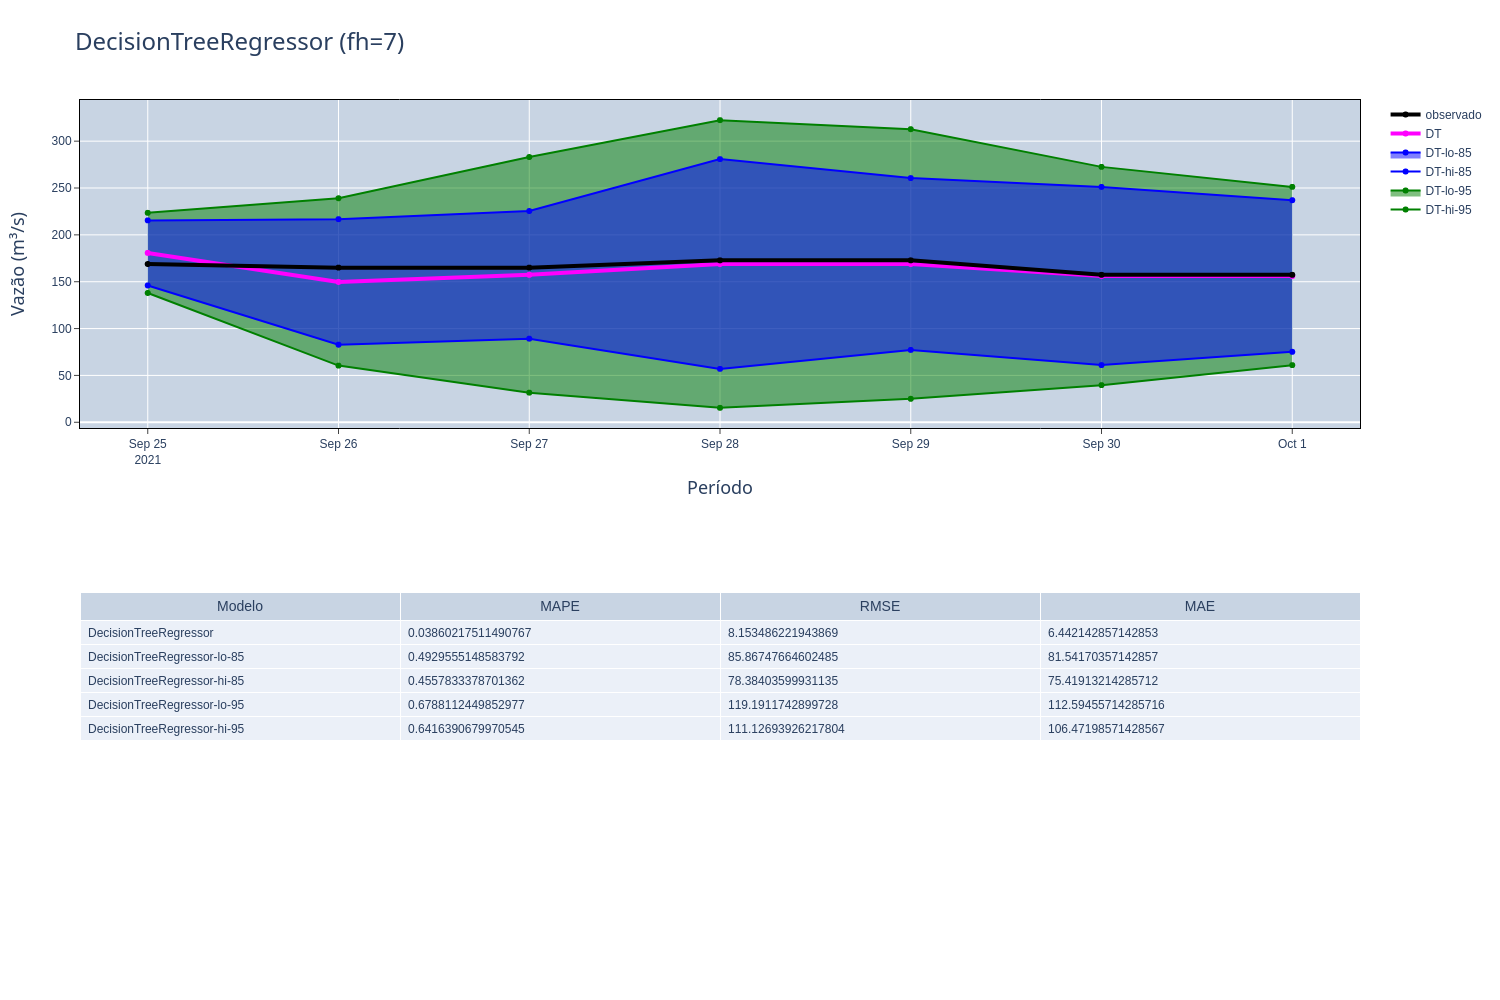 DecisionTreeRegressor (fh=7)
observado
DT
DT-lo-85
DT-hi-85
DT-lo-95
DT-hi-95
Vazão (m³/s)
300
250
200
150
100
50
0
Sep 25 Sep 26 Sep 27 Sep 28 Sep 29 Sep 30 Oct 1
2021
Período
Modelo MAPE RMSE MAE
DecisionTreeRegressor 0.03860217511490767 8.153486221943869 6.442142857142853
DecisionTreeRegressor-lo-85 0.4929555148583792 85.86747664602485 81.54170357142857
DecisionTreeRegressor-hi-85 0.4557833378701362 78.38403599931135 75.41913214285712
DecisionTreeRegressor-lo-95 0.6788112449852977 119.1911742899728 112.59455714285716
DecisionTreeRegressor-hi-95 0.6416390679970545 111.12693926217804 106.47198571428567